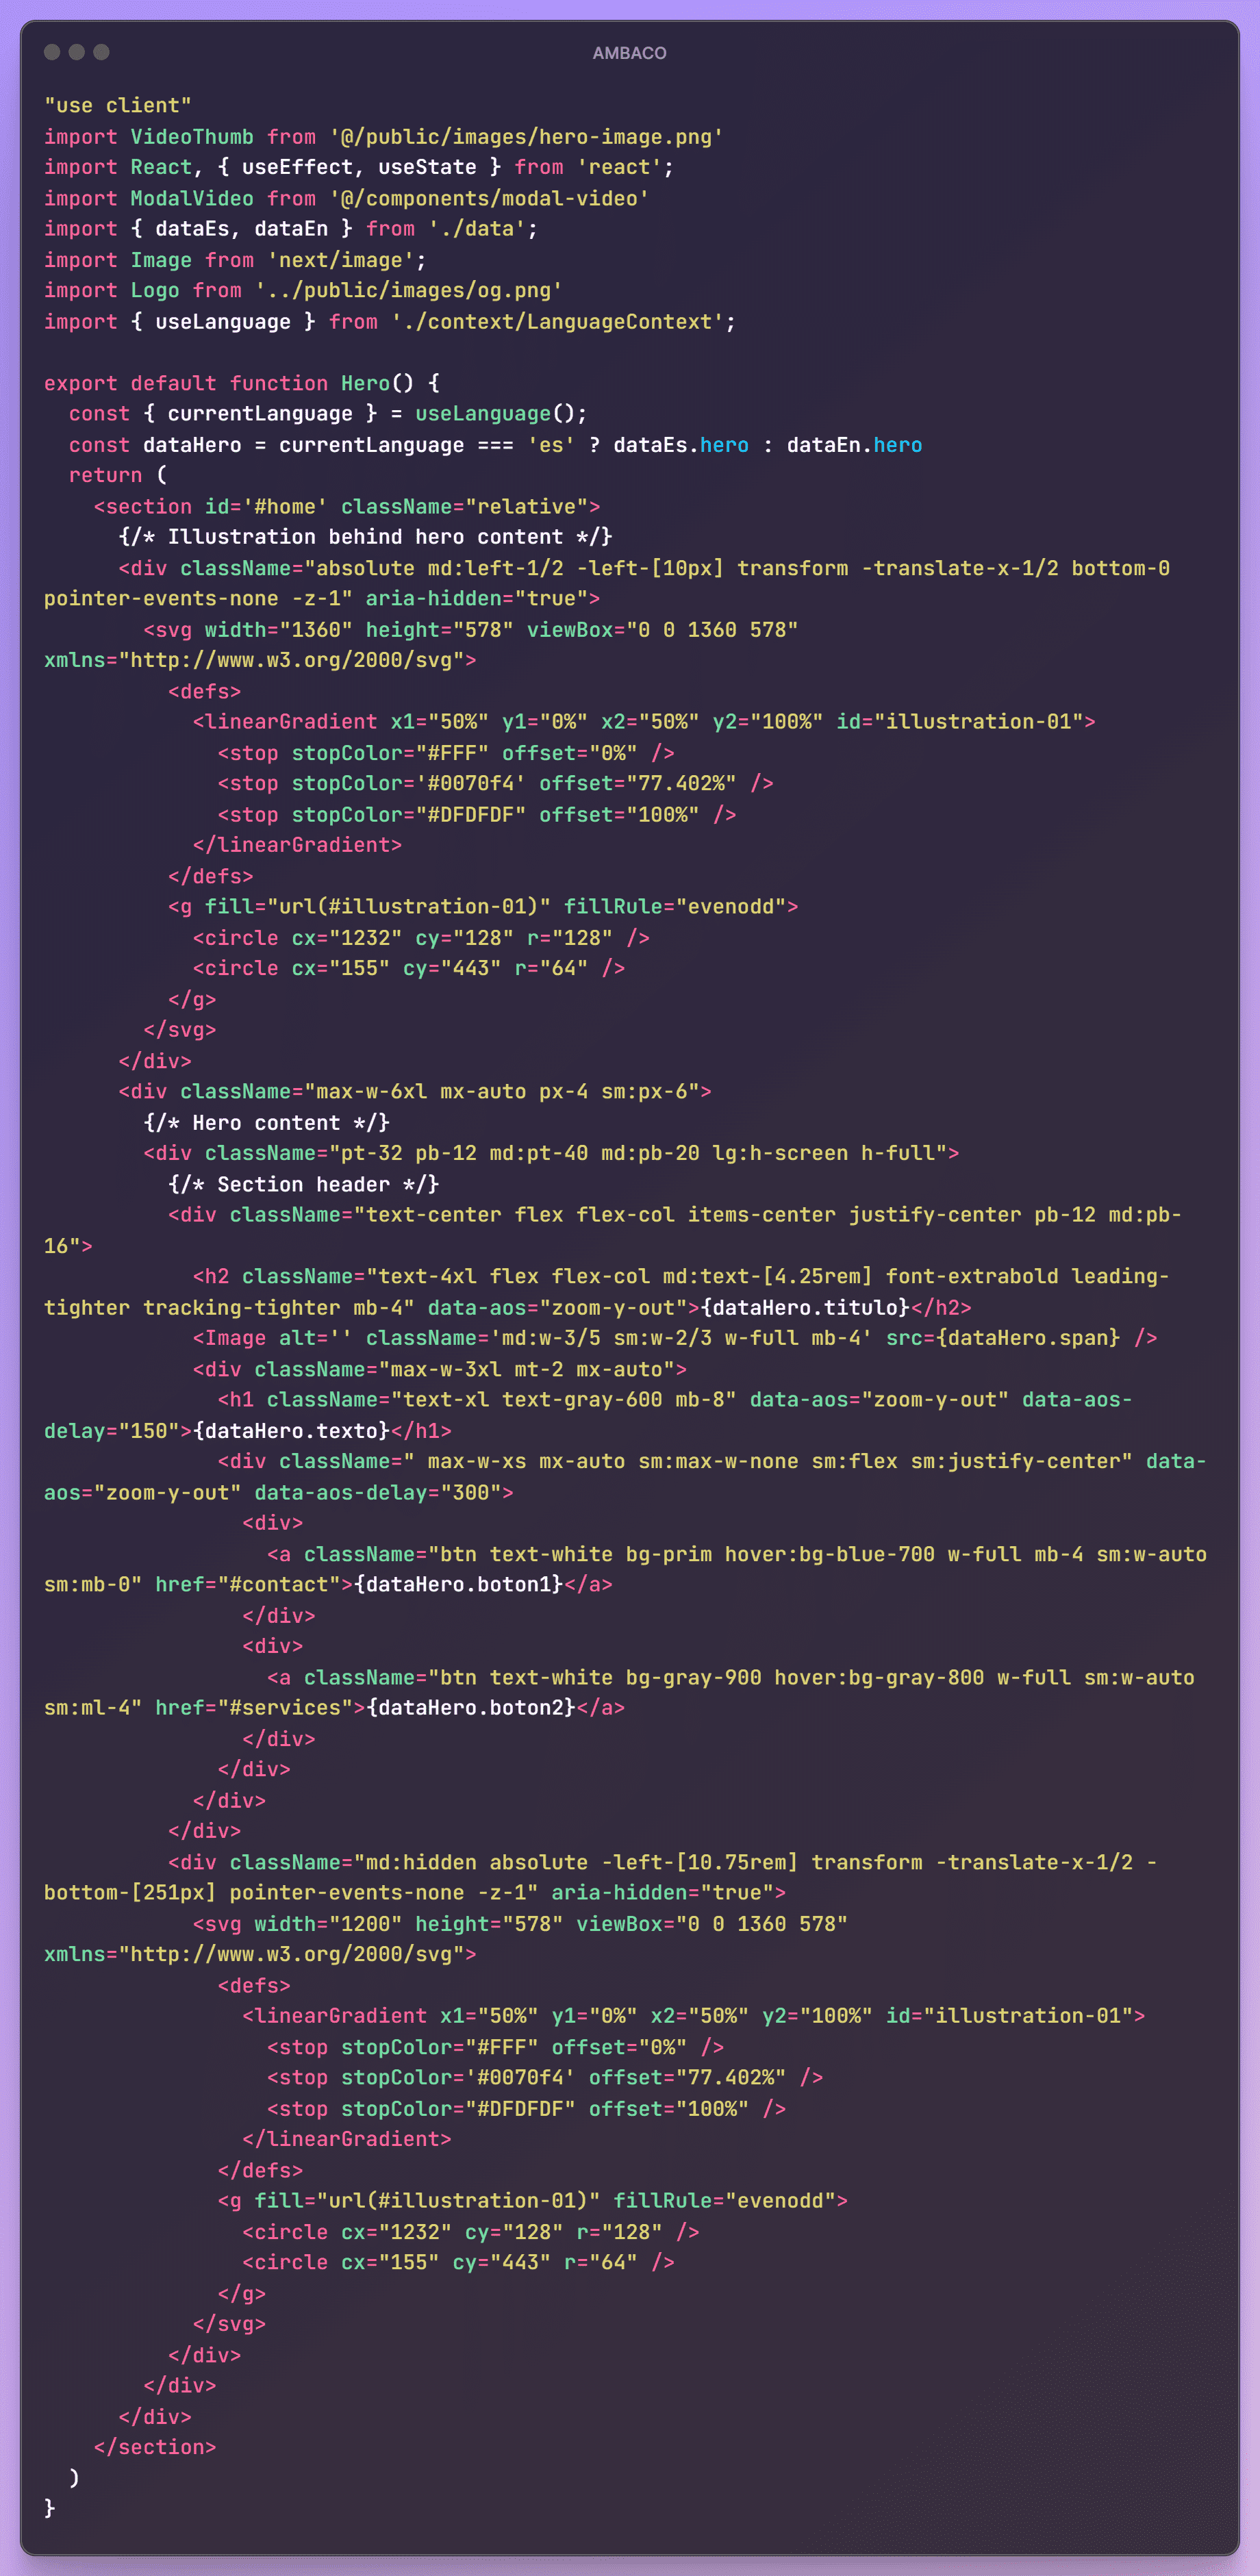 AMBACO
"use client"
import VideoThumb from '@/public/images/hero-image.png'
import React, { useEffect, useState } from 'react';
import ModalVideo from '@/components/modal-video'
import { dataEs, dataEn } from './data';
import Image from 'next/image';
import Logo from '../public/images/og.png'
import { useLanguage } from './context/LanguageContext';

export default function Hero() {
  const { currentLanguage } = useLanguage();
  const dataHero = currentLanguage === 'es' ? dataEs.hero : dataEn.hero
  return (
    <section id='#home' className="relative">
      {/* Illustration behind hero content */}
      <div className="absolute md:left-1/2 -left-[10px] transform -translate-x-1/2 bottom-0
pointer-events-none -z-1" aria-hidden="true">
        <svg width="1360" height="578" viewBox="0 0 1360 578"
xmlns="http://www.w3.org/2000/svg">
          <defs>
            <linearGradient x1="50%" y1="0%" x2="50%" y2="100%" id="illustration-01">
              <stop stopColor="#FFF" offset="0%" />
              <stop stopColor='#0070f4' offset="77.402%" />
              <stop stopColor="#DFDFDF" offset="100%" />
            </linearGradient>
          </defs>
          <g fill="url(#illustration-01)" fillRule="evenodd">
            <circle cx="1232" cy="128" r="128" />
            <circle cx="155" cy="443" r="64" />
          </g>
        </svg>
      </div>
      <div className="max-w-6xl mx-auto px-4 sm:px-6">
        {/* Hero content */}
        <div className="pt-32 pb-12 md:pt-40 md:pb-20 lg:h-screen h-full">
          {/* Section header */}
          <div className="text-center flex flex-col items-center justify-center pb-12 md:pb-
16">
            <h2 className="text-4xl flex flex-col md:text-[4.25rem] font-extrabold leading-
tighter tracking-tighter mb-4" data-aos="zoom-y-out">{dataHero.titulo}</h2>
            <Image alt='' className='md:w-3/5 sm:w-2/3 w-full mb-4' src={dataHero.span} />
            <div className="max-w-3xl mt-2 mx-auto">
              <h1 className="text-xl text-gray-600 mb-8" data-aos="zoom-y-out" data-aos-
delay="150">{dataHero.texto}</h1>
              <div className=" max-w-xs mx-auto sm:max-w-none sm:flex sm:justify-center" data-
aos="zoom-y-out" data-aos-delay="300">
                <div>
                  <a className="btn text-white bg-prim hover:bg-blue-700 w-full mb-4 sm:w-auto
sm:mb-0" href="#contact">{dataHero.boton1}</a>
                </div>
                <div>
                  <a className="btn text-white bg-gray-900 hover:bg-gray-800 w-full sm:w-auto
sm:ml-4" href="#services">{dataHero.boton2}</a>
                </div>
              </div>
            </div>
          </div>
          <div className="md:hidden absolute -left-[10.75rem] transform -translate-x-1/2 -
bottom-[251px] pointer-events-none -z-1" aria-hidden="true">
            <svg width="1200" height="578" viewBox="0 0 1360 578"
xmlns="http://www.w3.org/2000/svg">
              <defs>
                <linearGradient x1="50%" y1="0%" x2="50%" y2="100%" id="illustration-01">
                  <stop stopColor="#FFF" offset="0%" />
                  <stop stopColor='#0070f4' offset="77.402%" />
                  <stop stopColor="#DFDFDF" offset="100%" />
                </linearGradient>
              </defs>
              <g fill="url(#illustration-01)" fillRule="evenodd">
                <circle cx="1232" cy="128" r="128" />
                <circle cx="155" cy="443" r="64" />
              </g>
            </svg>
          </div>
        </div>
      </div>
    </section>
  )
}